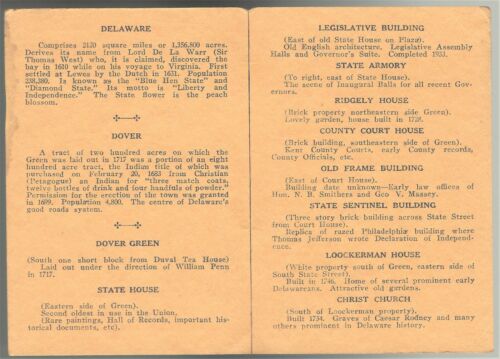 DELAWARE
Comprises 2120 square miles or 1,356,800 acres.
Derives its name from Lord De La Warr (Sir
Thomas West) who, it is claimed, discovered the
bay in 1610 while on his voyage to Virginia. First
settled at Lewes by the Dutch in 1631. Population
238,380. Is known as the "Blue Hen State" and
"Diamond State." Its motto is "Liberty and
Independence." The State flower is the peach
blossom.
DOVER
A tract of two hundred acres on which the
Green was laid out in 1717 was a portion of an eight
hundred acre tract, the Indian title of which was
purchased on February 20, 1683 from Christian
(Petagogue) an Indian for "three match coats,
twelve bottles of drink and four handfuls of powder."
Permission for the erection of the town was granted
in 1699. Population 4,800. The centre of Delaware's
good roads system.
DOVER GREEN
(South one short block from Duval Tea House)
Laid out under the direction of William Penn
in 1717.
STATE HOUSE
(Eastern side of Green).
Second oldest in use in the Union.
(Rare paintings, Hall of Records, important his-
torical documents, etc).
LEGISLATIVE BUILDING
(East of old State House on Plaza).
Old English architecture. Legislative Assembly
Halls and Governor's Suite. Completed 1933.
STATE ARMORY
(To right, east of State House).
The scene of Inaugural Balls for all recent Gov-
ernors.
RIDGELY HOUSE
(Brick property northeastern side of Green).
Lovely garden, house built in 1728.
COUNTY COURT HOUSE
(Brick building, southeastern side of Green).
Kent County Courts, early County records,
County Officials, etc.
OLD FRAME BUILDING
(East of Court House).
Building date unknown—Early law offices of
Hon. N. B. Smithers and Geo V. Massey.
STATE SENTINEL BUILDING
(Three story brick building across State Street
from Court House).
Replica of razed Philadelphia building where
Thomas Jefferson wrote Declaration of Independ-
ence.
LOOCKERMAN HOUSE
(White property south of Green, eastern side of
South State Street).
Built in 1746. Home of several prominent early
Delawareans. Attractive old gardens.
CHRIST CHURCH
(South of Loockerman property).
Built 1734. Graves of Caesar Rodney and many
others prominent in Delaware history.